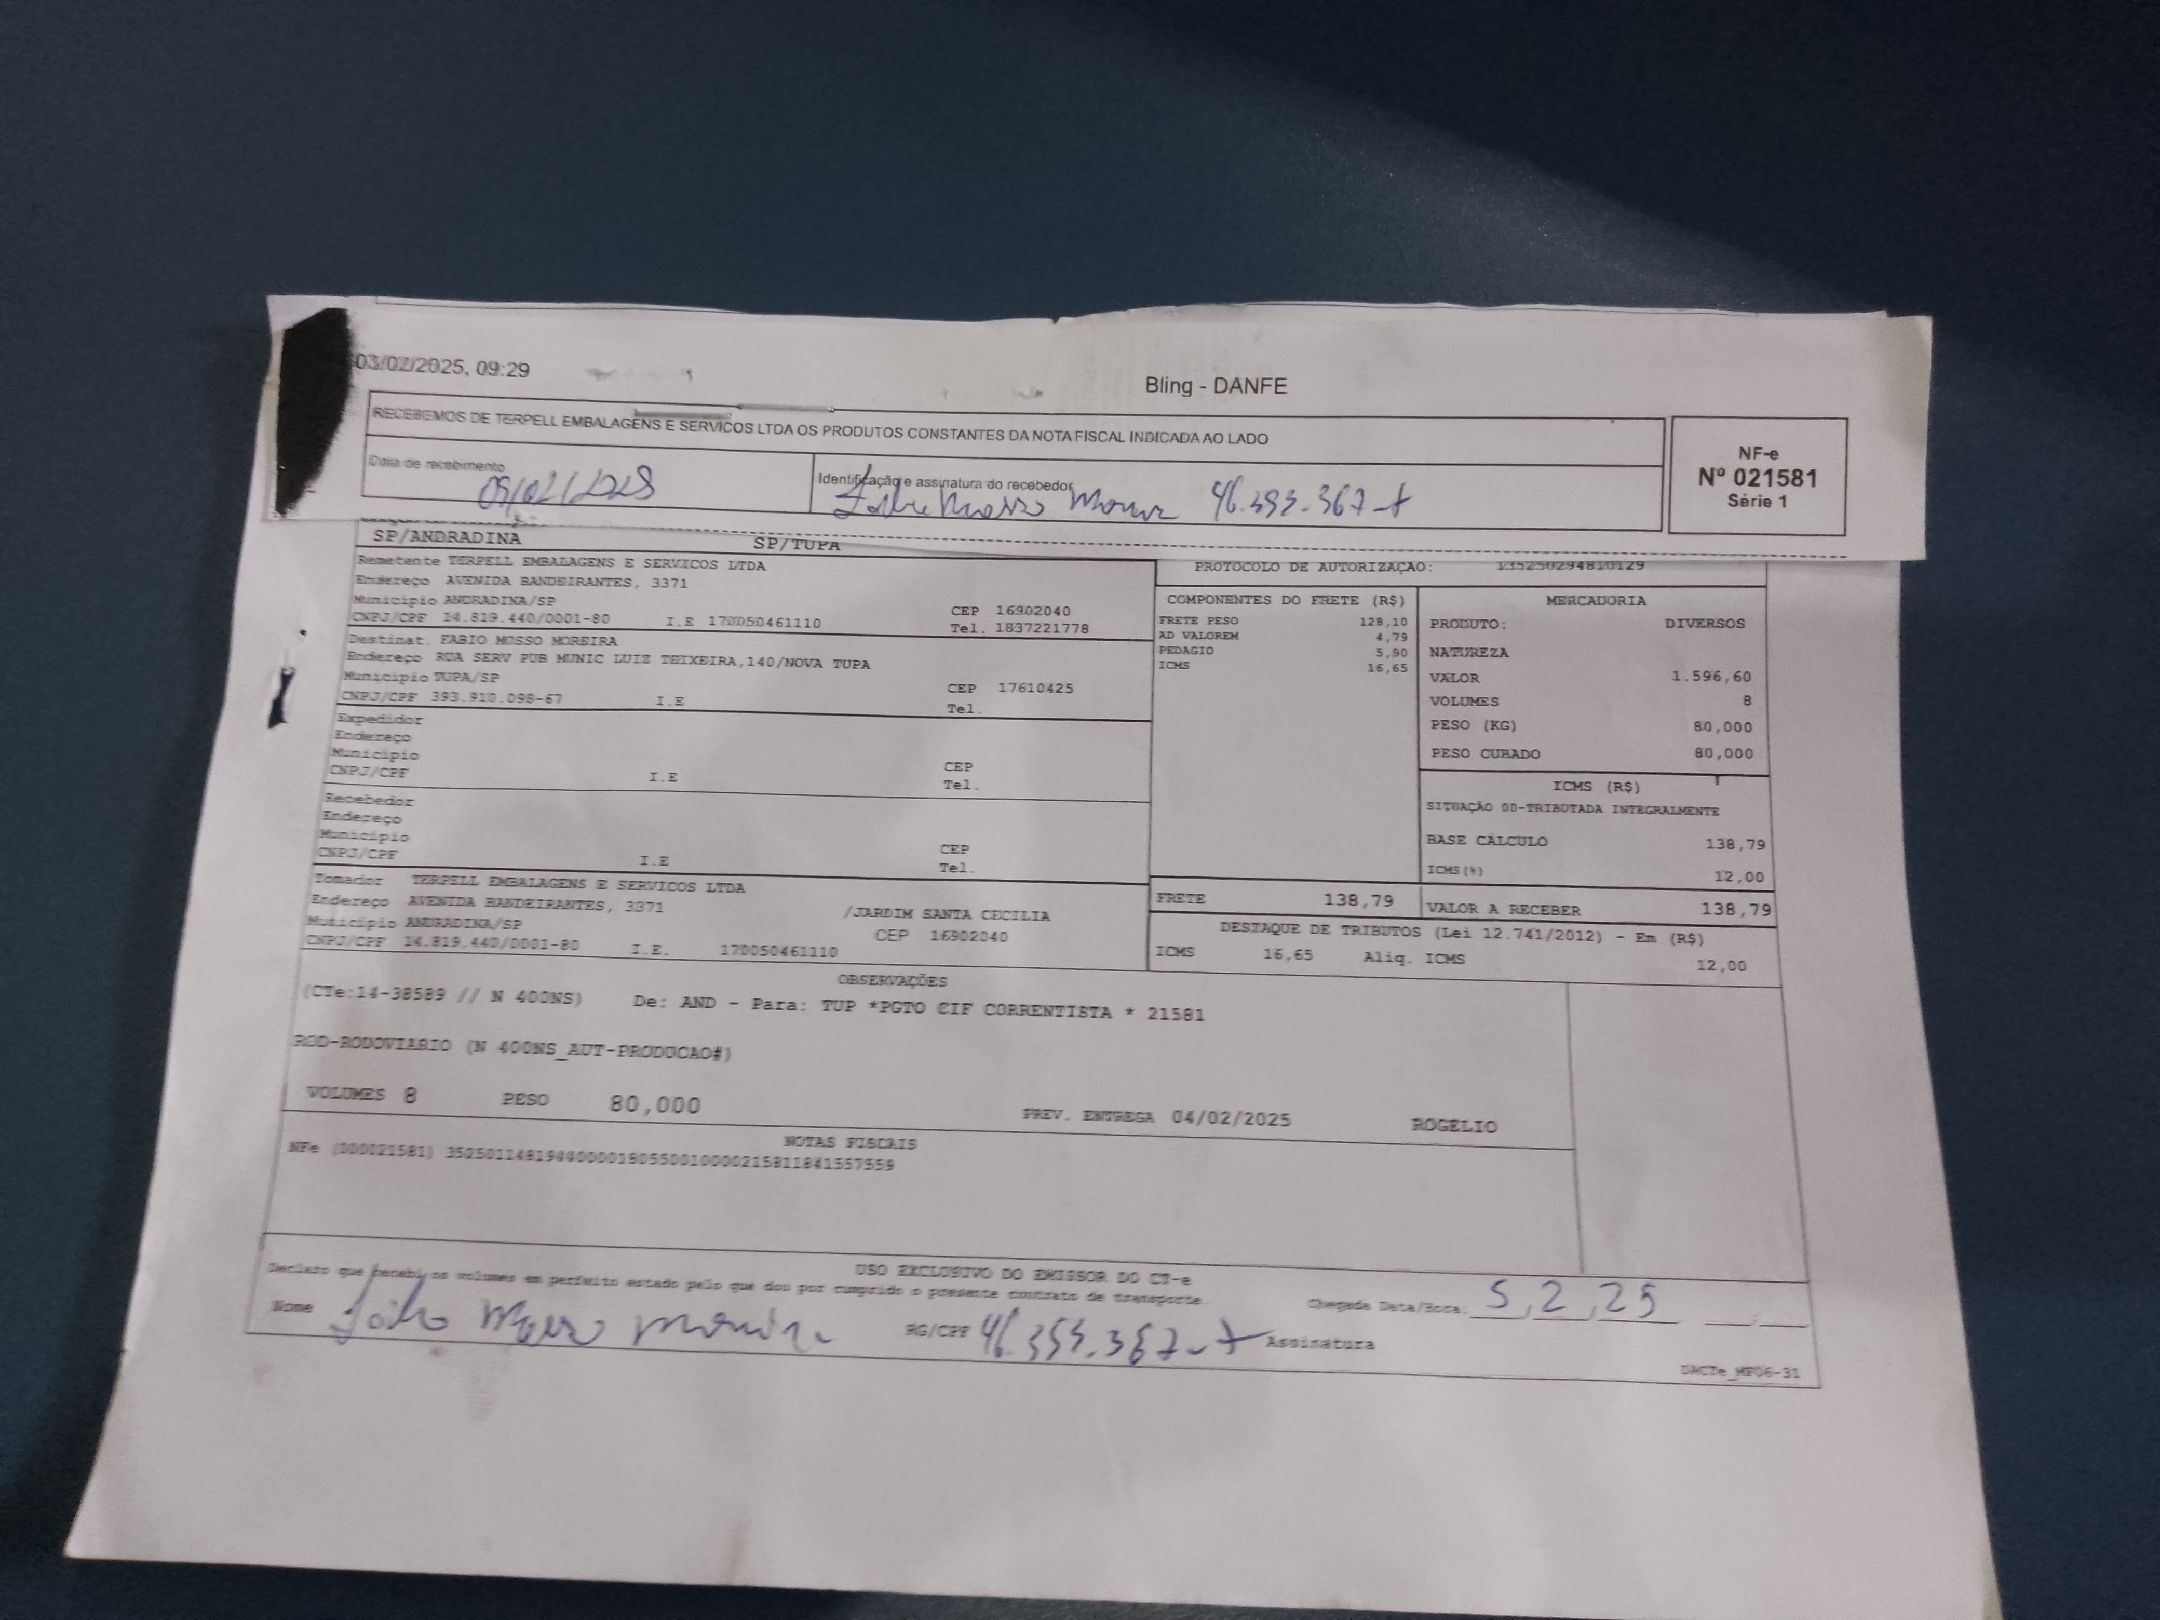 03/02/2025, 09:29
Bling - DANFE
RECEBEMOS DE TERPELL EMBALAGENS E SERVICOS LTDA OS PRODUTOS CONSTANTES DA NOTA FISCAL INDICADA AO LADO
NF-e
Nº 021581
Série 1
Data de recebimento
Identificação e assinatura do recebedor
SP/ANDRADINA SP/TUPA
Remetente TERPELL EMBALAGENS E SERVICOS LTDA
Endereço AVENIDA BANDEIRANTES, 3371
Município ANDRADINA/SP CEP 16902040
CNPJ/CPF 14.819.440/0001-80 I.E 170050461110 Tel. 1837221778
Destinat. FABIO MOSSO MOREIRA
Endereço RUA SERV PUB MUNIC LUIZ TEIXEIRA,140/NOVA TUPA
Município TUPA/SP CEP 17610425
CNPJ/CPF 393.910.098-67 I.E Tel.
Expedidor
Endereço
Município CEP
CNPJ/CPF I.E Tel.
Recebedor
Endereço
Município CEP
CNPJ/CPF I.E Tel.
Tomador TERPELL EMBALAGENS E SERVICOS LTDA
Endereço AVENIDA BANDEIRANTES, 3371 /JARDIM SANTA CECILIA
Município ANDRADINA/SP CEP 16902040
CNPJ/CPF 14.819.440/0001-80 I.E. 170050461110
PROTOCOLO DE AUTORIZAÇÃO: 135250294810129
COMPONENTES DO FRETE (R$)
FRETE PESO 128,10
AD VALOREM 4,79
PEDAGIO 5,90
ICMS 16,65
MERCADORIA
PRODUTO: DIVERSOS
NATUREZA
VALOR 1.596,60
VOLUMES 8
PESO (KG) 80,000
PESO CUBADO 80,000
ICMS (R$)
SITUAÇÃO 00-TRIBUTADA INTEGRALMENTE
BASE CÁLCULO 138,79
ICMS(%) 12,00
FRETE 138,79 VALOR A RECEBER 138,79
DESTAQUE DE TRIBUTOS (Lei 12.741/2012) - Em (R$)
ICMS 16,65 Aliq. ICMS 12,00
OBSERVAÇÕES
(CTe:14-38589 // N 400NS) De: AND - Para: TUP *PGTO CIF CORRENTISTA * 21581
ROD-RODOVIARIO (N 400NS_AUT-PRODUCAO#)
VOLUMES 8 PESO 80,000 PREV. ENTREGA 04/02/2025 ROGELIO
NOTAS FISCAIS
NFe (000021581)
USO EXCLUSIVO DO EMISSOR DO CT-e
Declaro que recebi os volumes em perfeito estado pelo que dou por cumprido o presente contrato de transporte
Chegada Data/Hora: 5, 2, 25
Nome RG/CPF Assinatura
DACTe_MP06-31